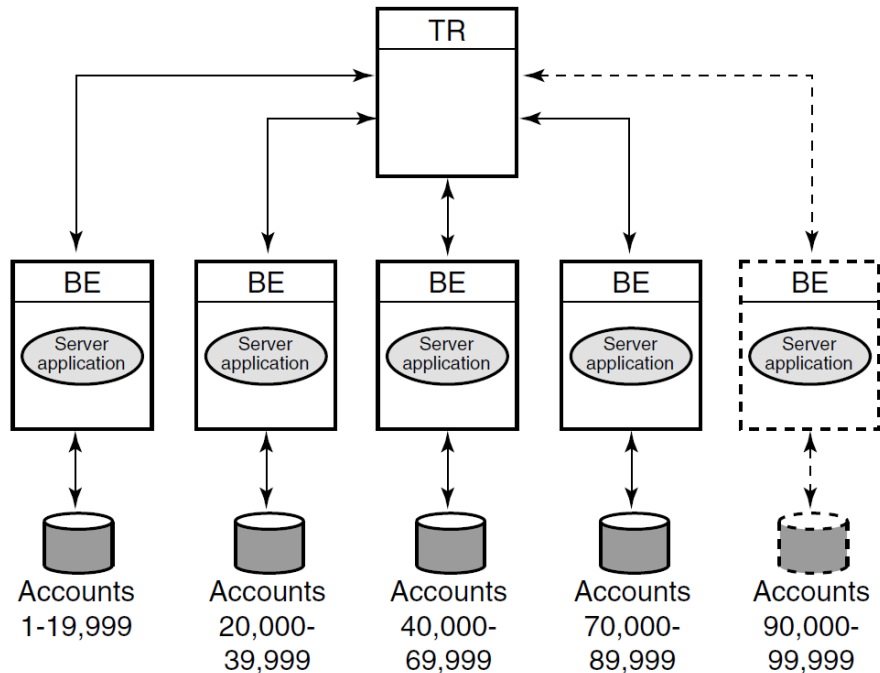 TR
BE
BE
BE
BE
BE
Server
application
Server
application
Server
application
Server
application
Server
application
Accounts
1-19,999
Accounts
20,000-
39,999
Accounts
40,000-
69,999
Accounts
70,000-
89,999
Accounts
90,000-
99,999